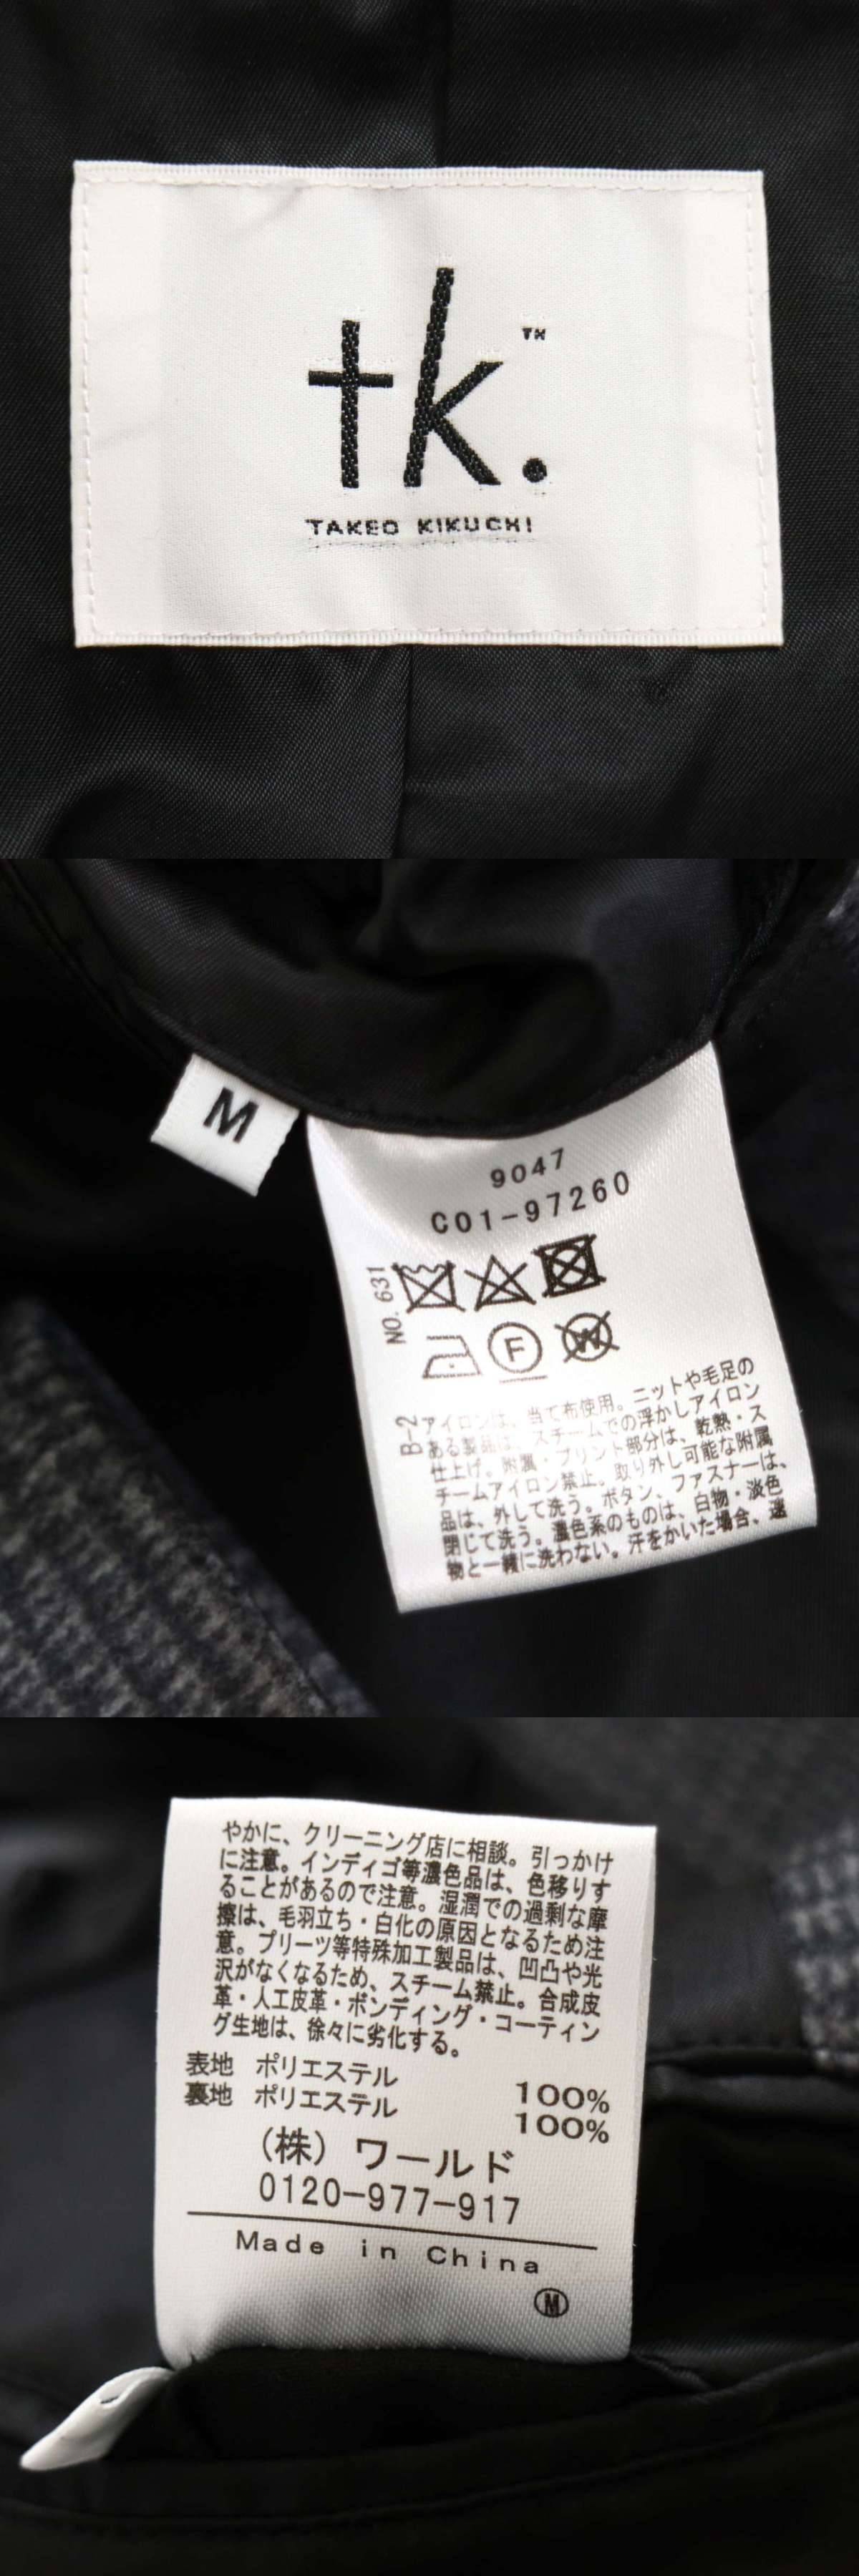 tk.
TM
TAKEO KIKUCHI
M
9047
C01-97260
NO. 631
F
W
B-2
アイロンは、当て布使用。ニットや毛足の
ある製品は、スチームでの浮かしアイロン
仕上げ。附属・プリント部分は、乾熱・ス
チームアイロン禁止。取り外し可能な附属
品は、外して洗う。ボタン、ファスナーは、
閉じて洗う。濃色系のものは、白物・淡色
物と一緒に洗わない。汗をかいた場合、速
やかに、クリーニング店に相談。引っかけ
に注意。インディゴ等濃色品は、色移りす
ることがあるので注意。湿潤での過剰な摩
擦は、毛羽立ち・白化の原因となるため注
意。プリーツ等特殊加工製品は、凹凸や光
沢がなくなるため、スチーム禁止。合成皮
革・人工皮革・ボンディング・コーティン
グ生地は、徐々に劣化する。
表地 ポリエステル 100%
裏地 ポリエステル 100%
(株) ワールド
0120-977-917
Made in China
M